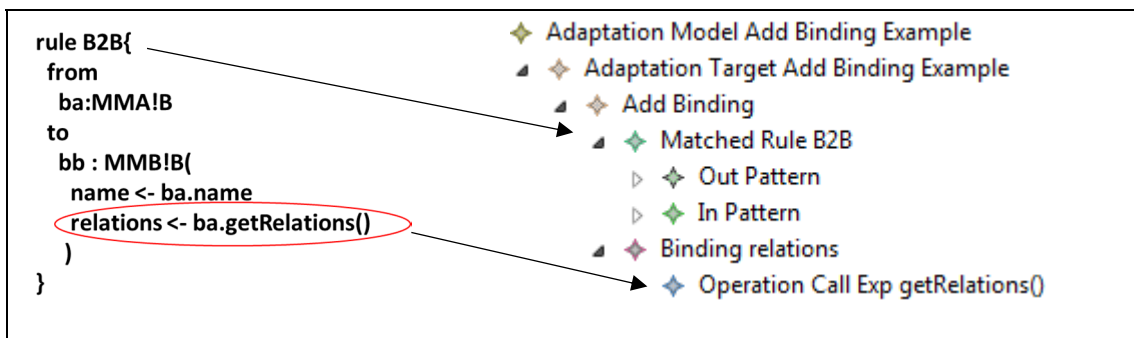 rule B2B{
from
ba:MMA!B
to
bb : MMB!B(
name <- ba.name
relations <- ba.getRelations()
)
}
Adaptation Model Add Binding Example
Adaptation Target Add Binding Example
Add Binding
Matched Rule B2B
Out Pattern
In Pattern
Binding relations
Operation Call Exp getRelations()